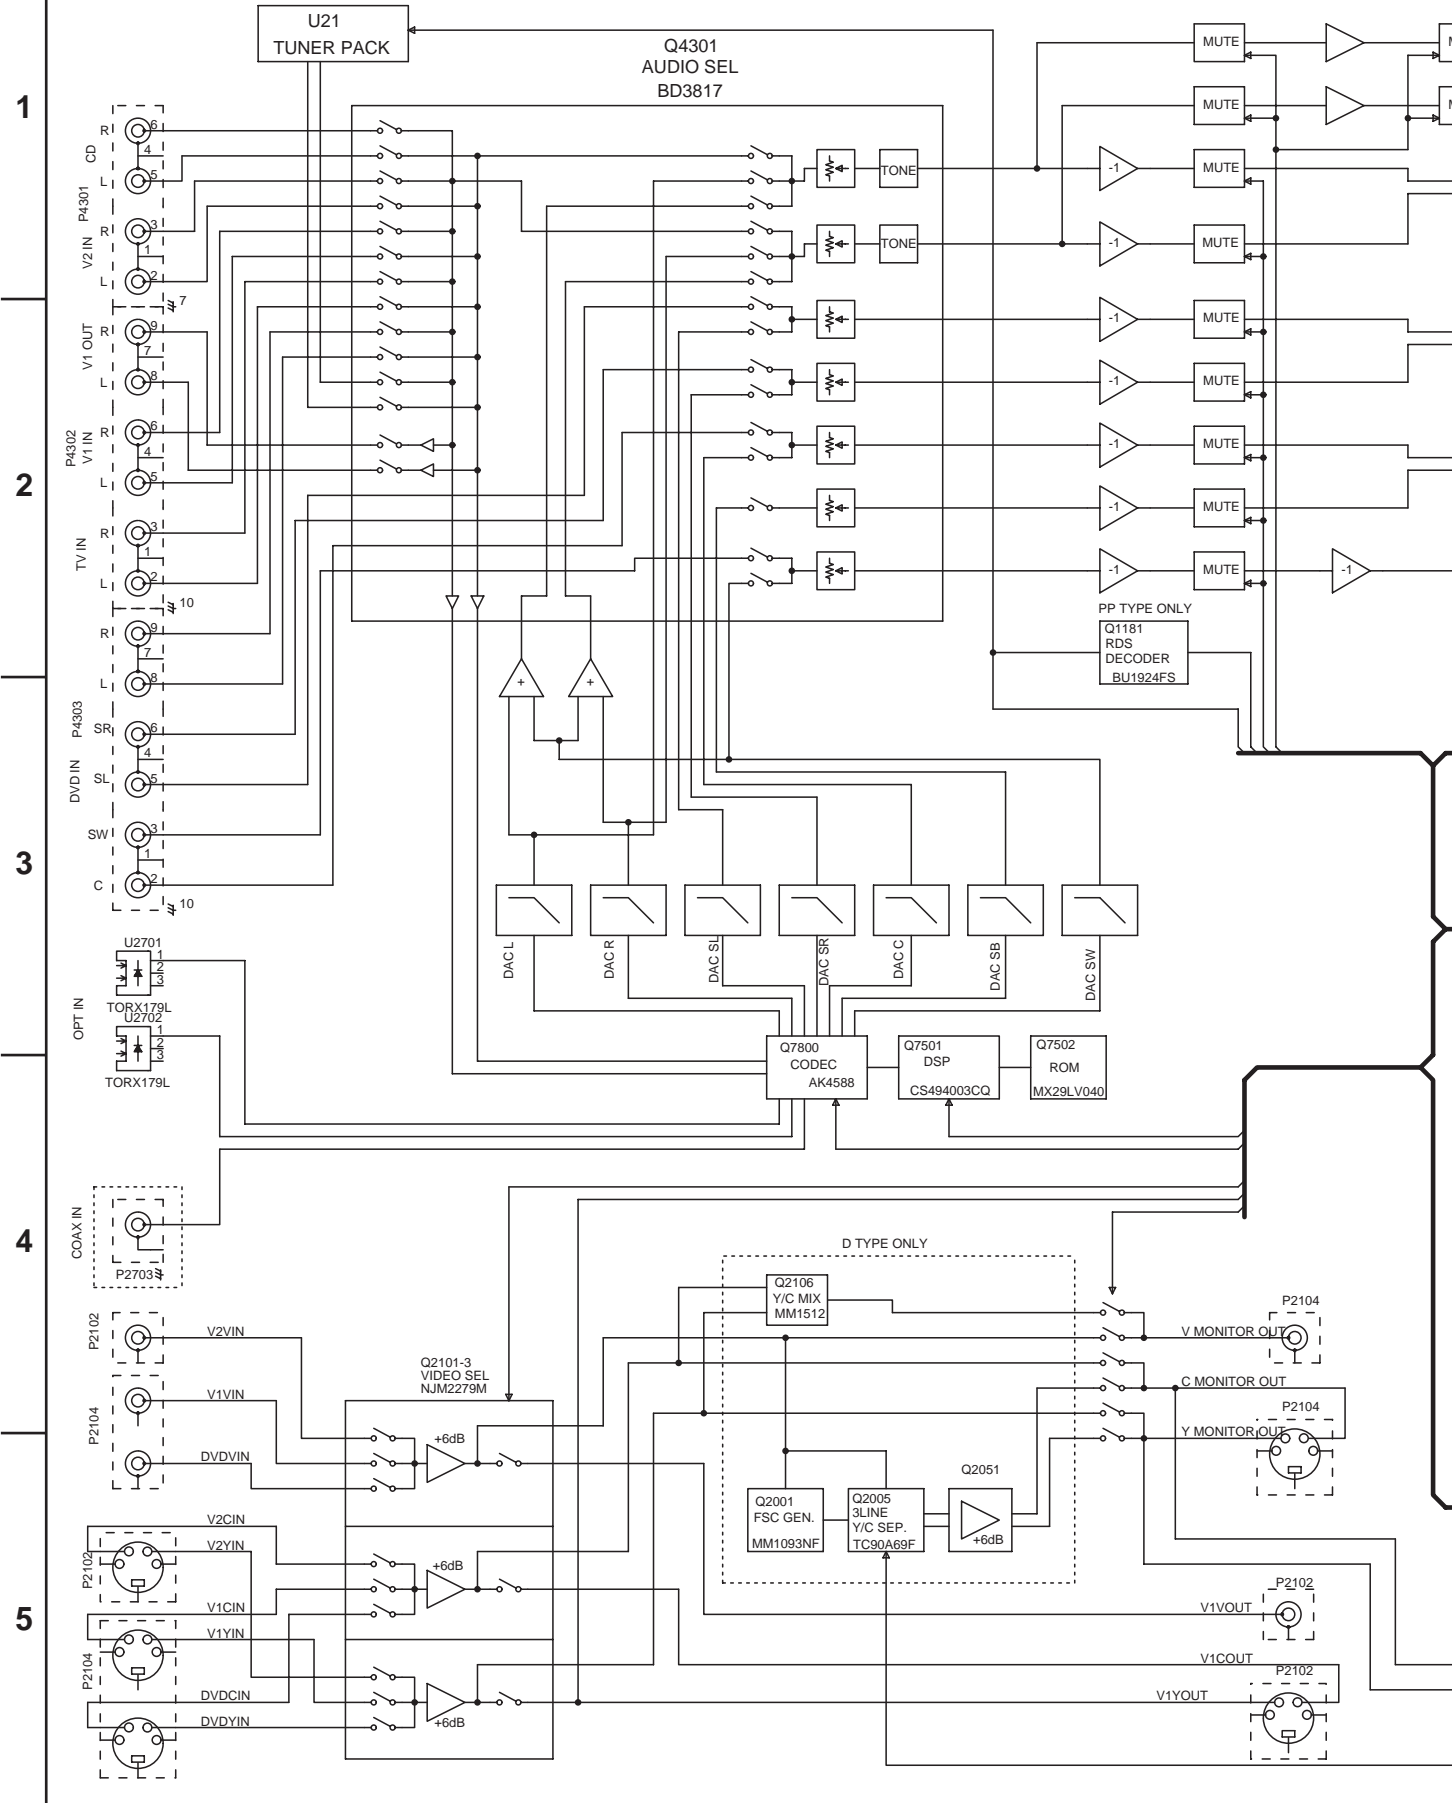 U21
TUNER PACK
Q4301
AUDIO SEL
BD3817
MUTE
MUTE
1
R
6
4
CD
L
5
P4301
R
3
1
V2 IN
L
2
7
TONE
-1
MUTE
TONE
-1
MUTE
R
9
V1 OUT
7
L
8
-1
MUTE
-1
MUTE
R
6
P4302
V1 IN
4
L
5
2
-1
MUTE
-1
MUTE
R
3
TV IN
1
L
2
10
-1
MUTE
-1
PP TYPE ONLY
Q1181
RDS
DECODER
BU1924FS
R
9
7
L
8
+
+
P4303
SR
6
4
DVD IN
SL
5
SW
3
1
C
2
10
3
DAC L
DAC R
DAC SL
DAC SR
DAC C
DAC SB
DAC SW
U2701
1
2
3
TORX179L
OPT IN
U2702
1
2
3
TORX179L
Q7800
CODEC
AK4588
Q7501
DSP
CS494003CQ
Q7502
ROM
MX29LV040
4
COAX IN
P2703
D TYPE ONLY
Q2106
Y/C MIX
MM1512
P2102
V2VIN
P2104
V MONITOR OUT
Q2101-3
VIDEO SEL
NJM2279M
P2104
V1VIN
C MONITOR OUT
P2104
Y MONITOR OUT
DVDVIN
+6dB
Q2051
Q2001
FSC GEN.
MM1093NF
Q2005
3LINE
Y/C SEP.
TC90A69F
+6dB
V2CIN
V2YIN
P2102
+6dB
P2102
V1VOUT
5
V1CIN
V1YIN
P2104
V1COUT
P2102
V1YOUT
DVDCIN
DVDYIN
+6dB